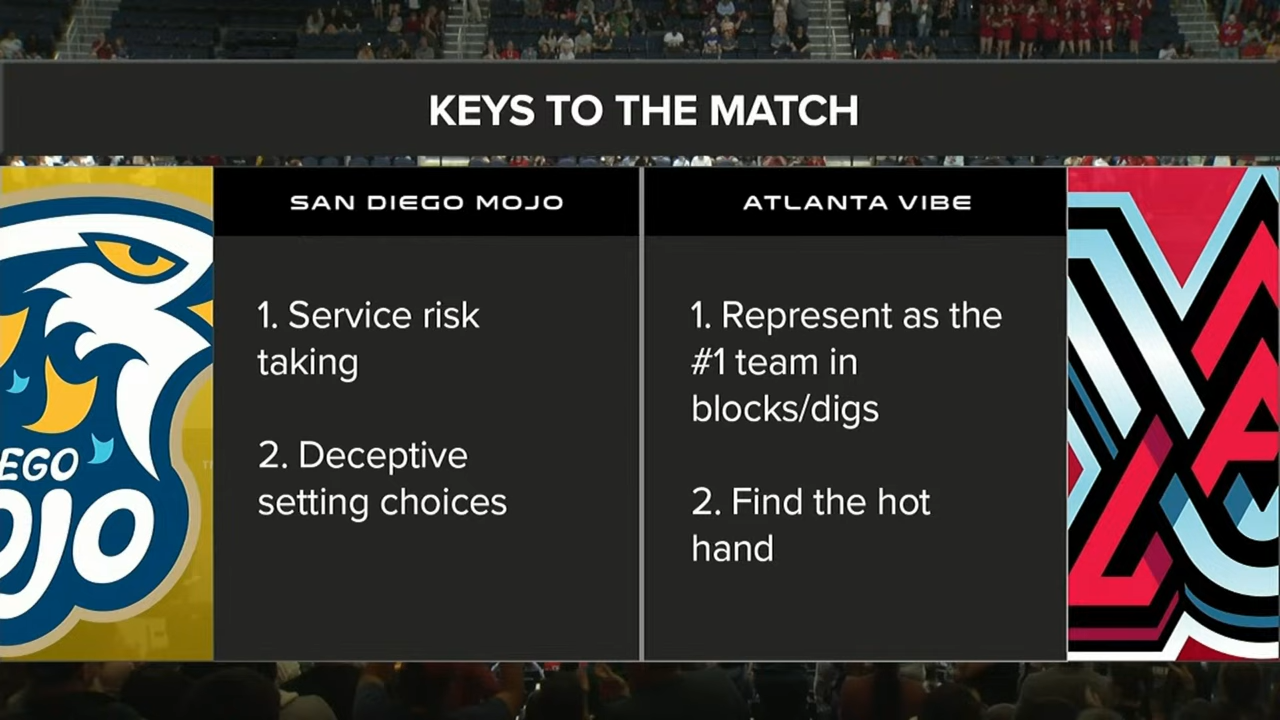 KEYS TO THE MATCH
SAN DIEGO MOJO
1. Service risk
taking
2. Deceptive
setting choices
ATLANTA VIBE
1. Represent as the
#1 team in
blocks/digs
2. Find the hot
hand
EGO
OJO
TM